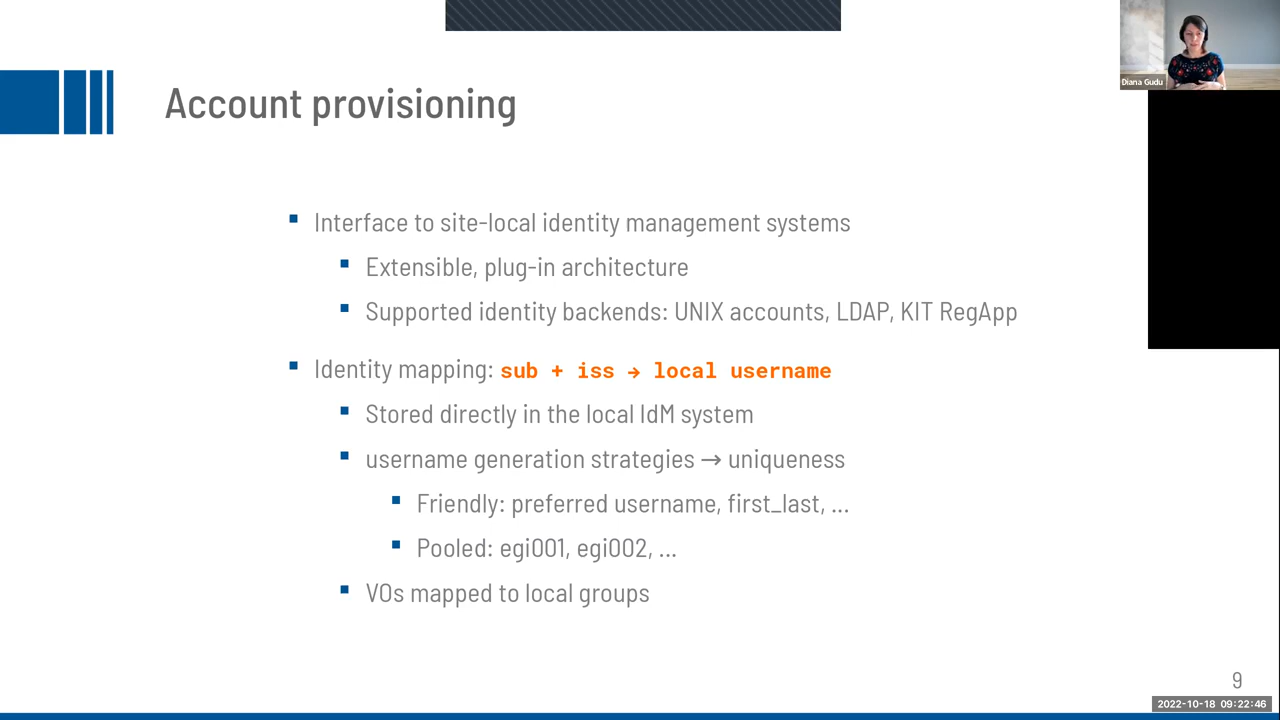 Diana Gudu
Account provisioning
Interface to site-local identity management systems
Extensible, plug-in architecture
Supported identity backends: UNIX accounts, LDAP, KIT RegApp
Identity mapping: sub + iss → local username
Stored directly in the local IdM system
username generation strategies → uniqueness
Friendly: preferred username, first_last, ...
Pooled: egi001, egi002, ...
VOs mapped to local groups
9
2022-10-18 09:22:46